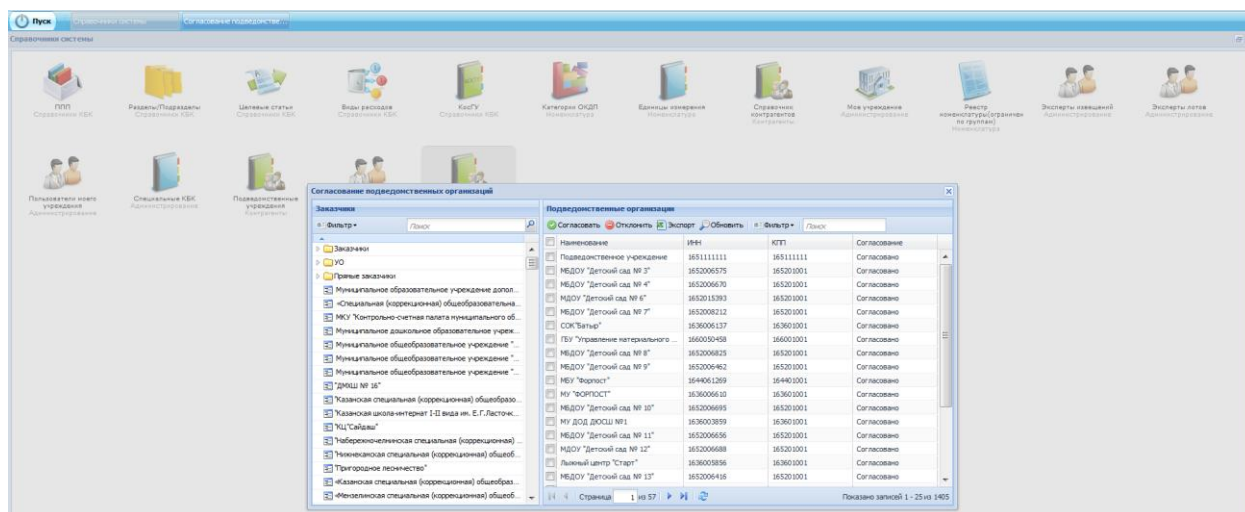 Пуск
Справочники системы
Согласование подведомстве...
Справочники системы
ППП
Справочники КБК
Разделы/Подразделы
Справочники КБК
Целевые статьи
Справочники КБК
Виды расходов
Справочники КБК
КосГУ
Справочники КБК
Категории ОКДП
Номенклатура
Единицы измерения
Номенклатура
Справочник
контрагентов
Контрагенты
Мое учреждение
Администрирование
Реестр
номенклатуры(ограничен
по группам)
Номенклатура
Эксперты извещений
Администрирование
Эксперты лотов
Администрирование
Пользователи моего
учреждения
Администрирование
Специальные КБК
Администрирование
Подведомственные
учреждения
Контрагенты
Согласование подведомственных организаций
Заказчики
Фильтр
Поиск
Заказчики
УО
Прямые заказчики
Муниципальное образовательное учреждение допол...
«Специальная (коррекционная) общеобразовательна...
МКУ "Контрольно-счетная палата муниципального об...
Муниципальное дошкольное образовательное учреж...
Муниципальное общеобразовательное учреждение "...
Муниципальное общеобразовательное учреждение "...
Муниципальное общеобразовательное учреждение "...
"ДМХШ № 16"
"Казанская специальная (коррекционная) общеобразо...
"Казанская школа-интернат I-II вида им. Е.Г.Ласточк...
"КЦ"Сайдаш"
"Набережночелнинская специальная (коррекционная) ...
"Нижнекамская специальная (коррекционная) общеоб...
"Пригородное лесничество"
«Казанская специальная (коррекционная) общеобраз...
«Мензелинская специальная (коррекционная) общеоб...
Подведомственные организации
Согласовать Отклонить Экспорт Обновить Фильтр Поиск
Наименование ИНН КПП Согласование
Подведомственное учреждение 1651111111 165111111 Согласовано
МБДОУ "Детский сад № 3" 1652006575 165201001 Согласовано
МБДОУ "Детский сад № 4" 1652006670 165201001 Согласовано
МДОУ "Детский сад № 6" 1652015393 165201001 Согласовано
МБДОУ "Детский сад № 7" 1652008212 165201001 Согласовано
СОК"Батыр" 1636006137 163601001 Согласовано
ГБУ "Управление материального ... 1660050458 166001001 Согласовано
МБДОУ "Детский сад № 8" 1652006825 165201001 Согласовано
МБДОУ "Детский сад № 9" 1652006462 165201001 Согласовано
МБУ "Форпост" 1644061269 164401001 Согласовано
МУ "ФОРПОСТ" 1636006610 163601001 Согласовано
МБДОУ "Детский сад № 10" 1652006695 165201001 Согласовано
МУ ДОД ДЮСШ №1 1636003859 163601001 Согласовано
МБДОУ "Детский сад № 11" 1652006656 165201001 Согласовано
МДОУ "Детский сад № 12" 1652006688 165201001 Согласовано
Лыжный центр "Старт" 1636005856 163601001 Согласовано
МБДОУ "Детский сад № 13" 1652006416 165201001 Согласовано
Страница 1 из 57
Показано записей 1 - 25 из 1405